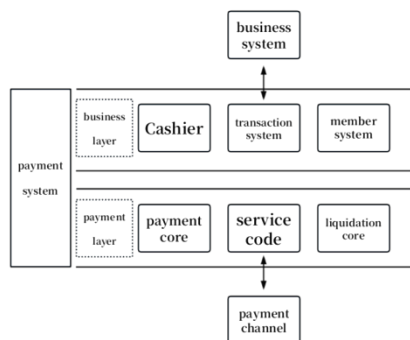 business
system
payment
system
business
layer
Cashier
transaction
system
member
system
payment
layer
payment
core
service
code
liquidation
core
payment
channel